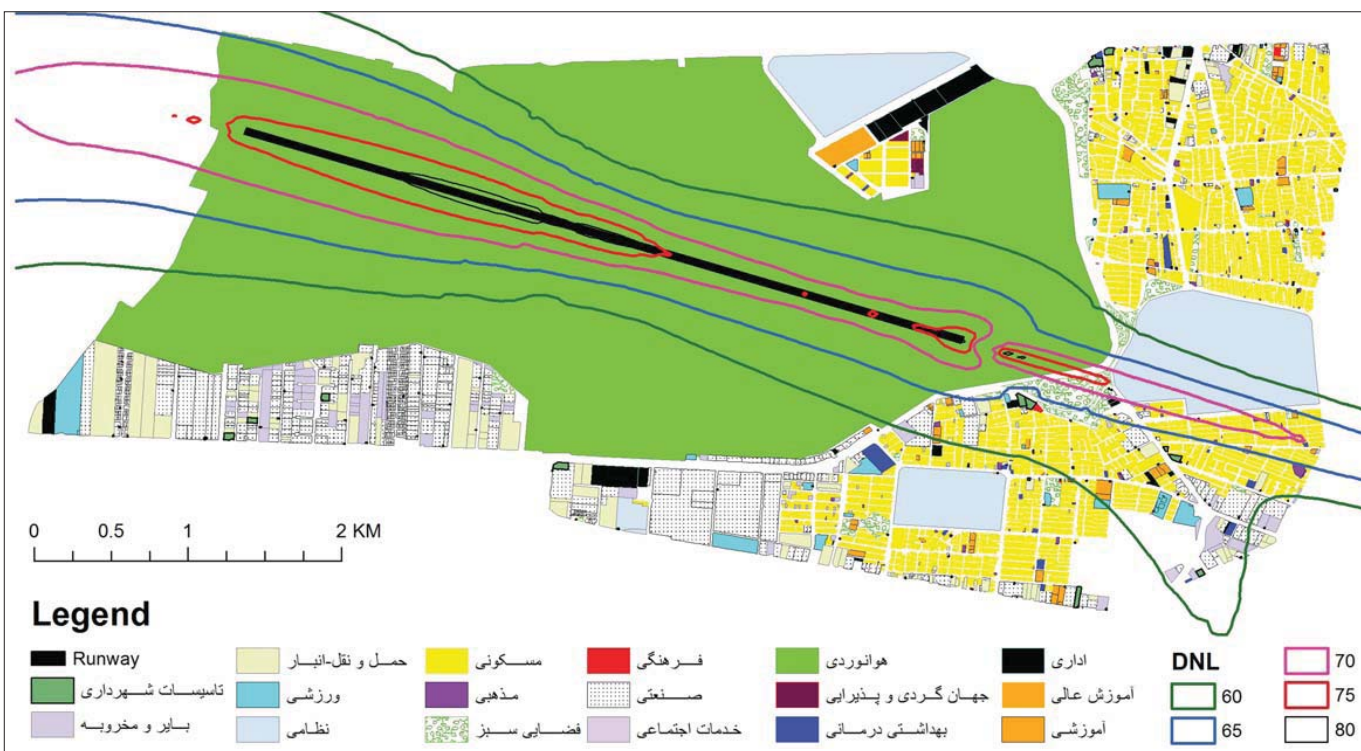 0 0.5 1 2 KM
Legend
Runway
حمل و نقل-انبار
مسکونی
فرهنگی
هوانوردی
اداری
DNL
70
تاسیسات شهرداری
ورزشی
مذهبی
صنعتی
جهان گردی و پذیرایی
آموزش عالی
60
75
بایر و مخروبه
نظامی
فضایی سبز
خدمات اجتماعی
بهداشتی درمانی
آموزشی
65
80